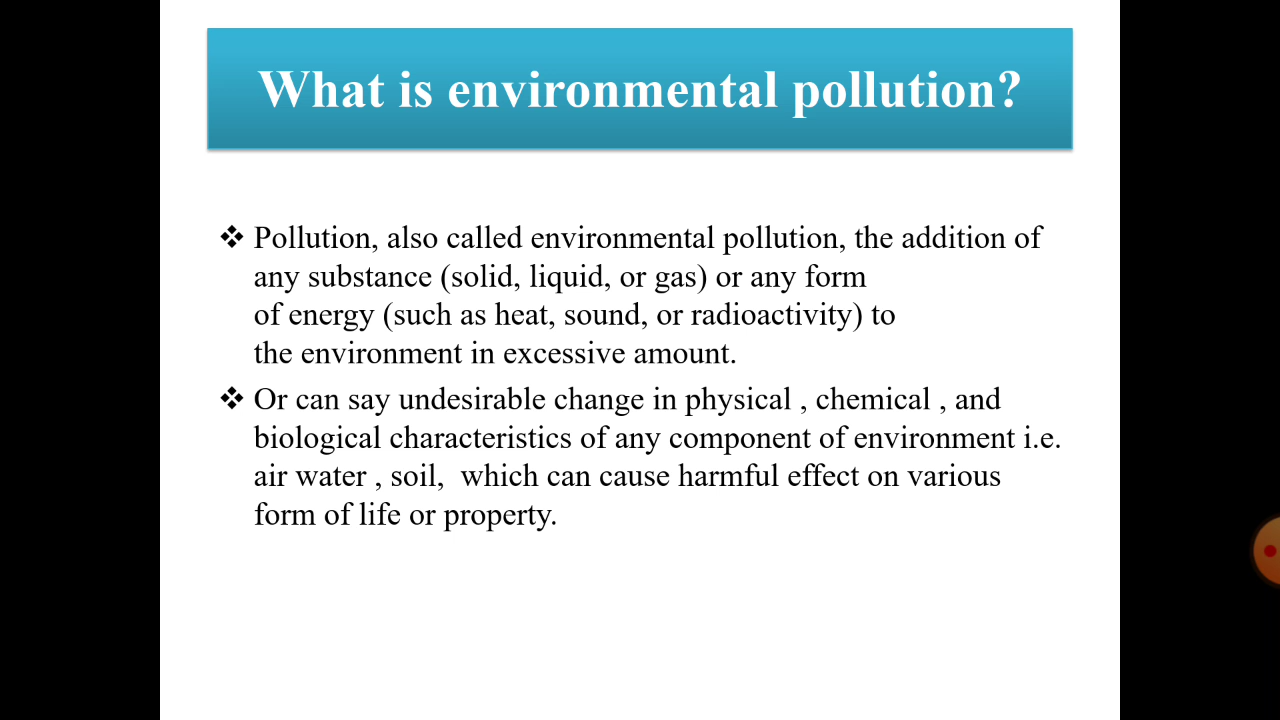 What is environmental pollution?
❖ Pollution, also called environmental pollution, the addition of
any substance (solid, liquid, or gas) or any form
of energy (such as heat, sound, or radioactivity) to
the environment in excessive amount.
❖ Or can say undesirable change in physical , chemical , and
biological characteristics of any component of environment i.e.
air water , soil,  which can cause harmful effect on various
form of life or property.